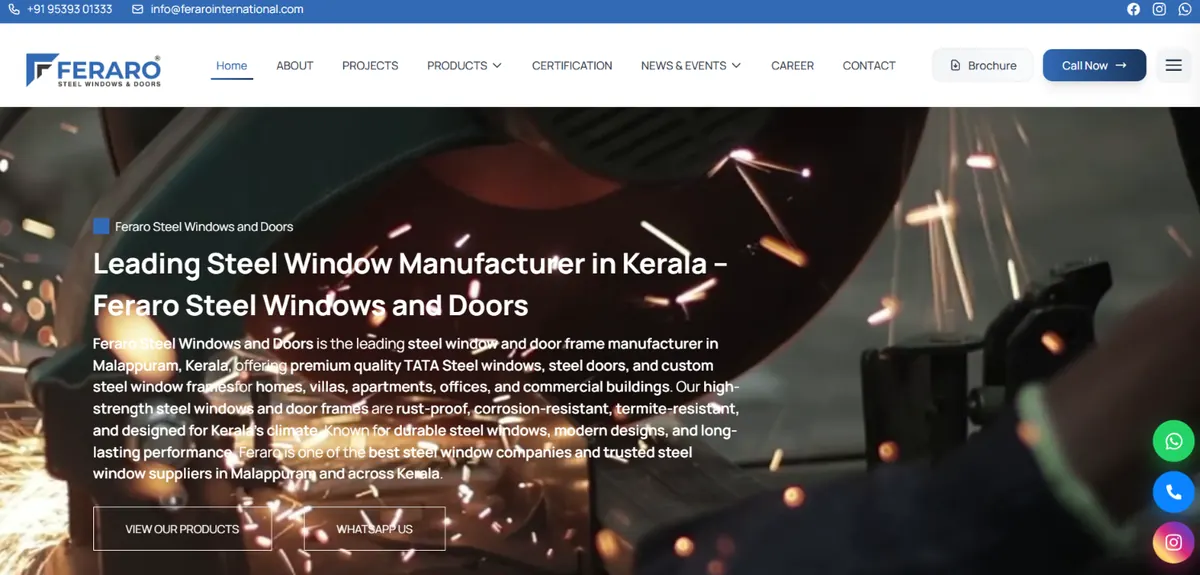 +91 95393 01333 info@ferarointernational.com
FERARO®
STEEL WINDOWS & DOORS
Home ABOUT PROJECTS PRODUCTS CERTIFICATION NEWS & EVENTS CAREER CONTACT Brochure Call Now →
Feraro Steel Windows and Doors
Leading Steel Window Manufacturer in Kerala –
Feraro Steel Windows and Doors
Feraro Steel Windows and Doors is the leading steel window and door frame manufacturer in
Malappuram, Kerala, offering premium quality TATA Steel windows, steel doors, and custom
steel window framesfor homes, villas, apartments, offices, and commercial buildings. Our high-
strength steel windows and door frames are rust-proof, corrosion-resistant, termite-resistant,
and designed for Kerala's climate. Known for durable steel windows, modern designs, and long-
lasting performance, Feraro is one of the best steel window companies and trusted steel
window suppliers in Malappuram and across Kerala.
VIEW OUR PRODUCTS WHATSAPP US